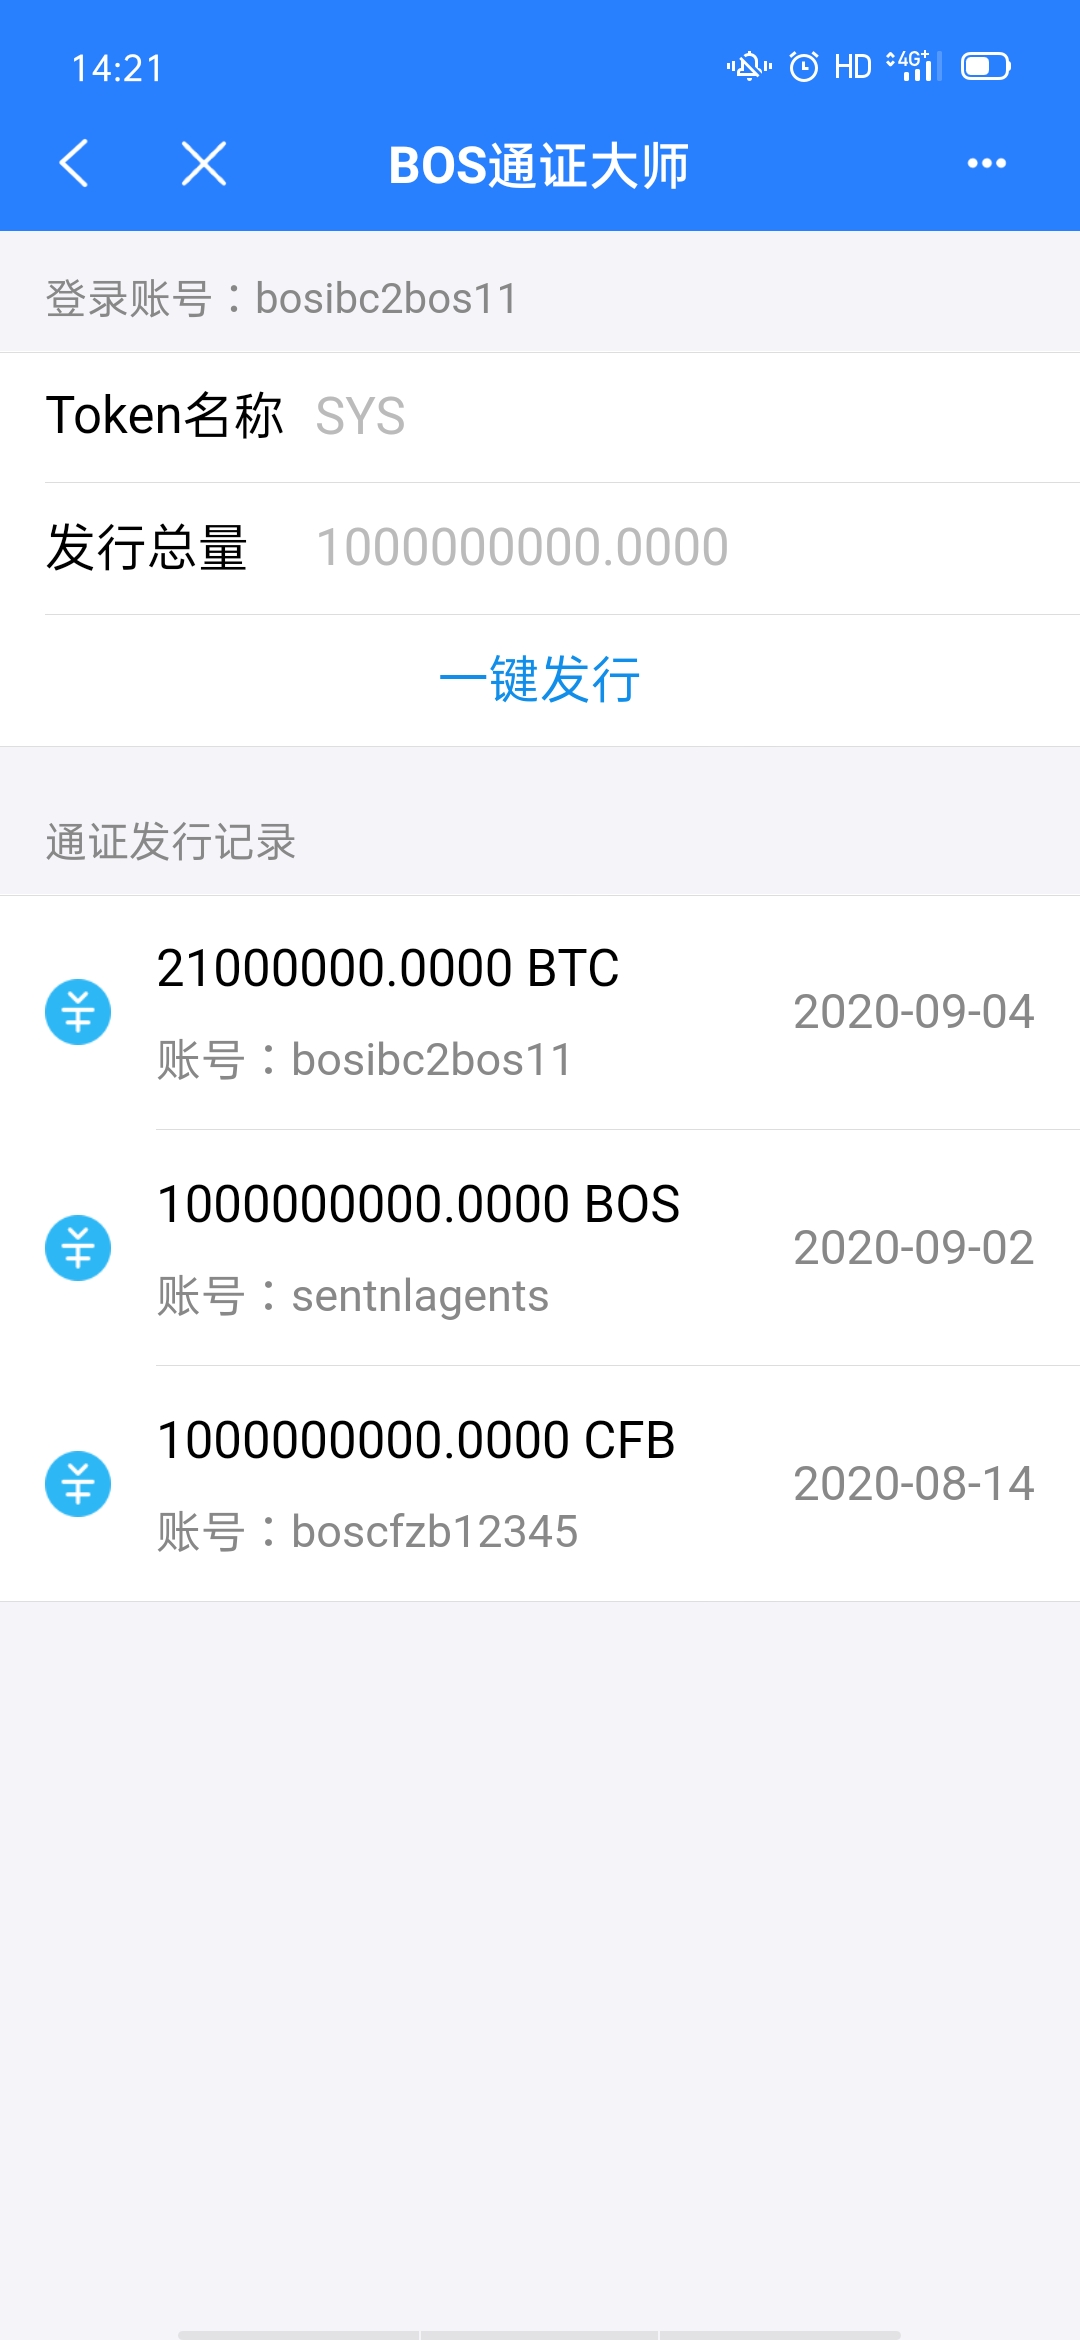 14:21
HD 4G+
BOS通证大师
登录账号：bosibc2bos11
Token名称 SYS
发行总量 1000000000.0000
一键发行
通证发行记录
21000000.0000 BTC
账号：bosibc2bos11
2020-09-04
1000000000.0000 BOS
账号：sentnlagents
2020-09-02
1000000000.0000 CFB
账号：boscfzb12345
2020-08-14